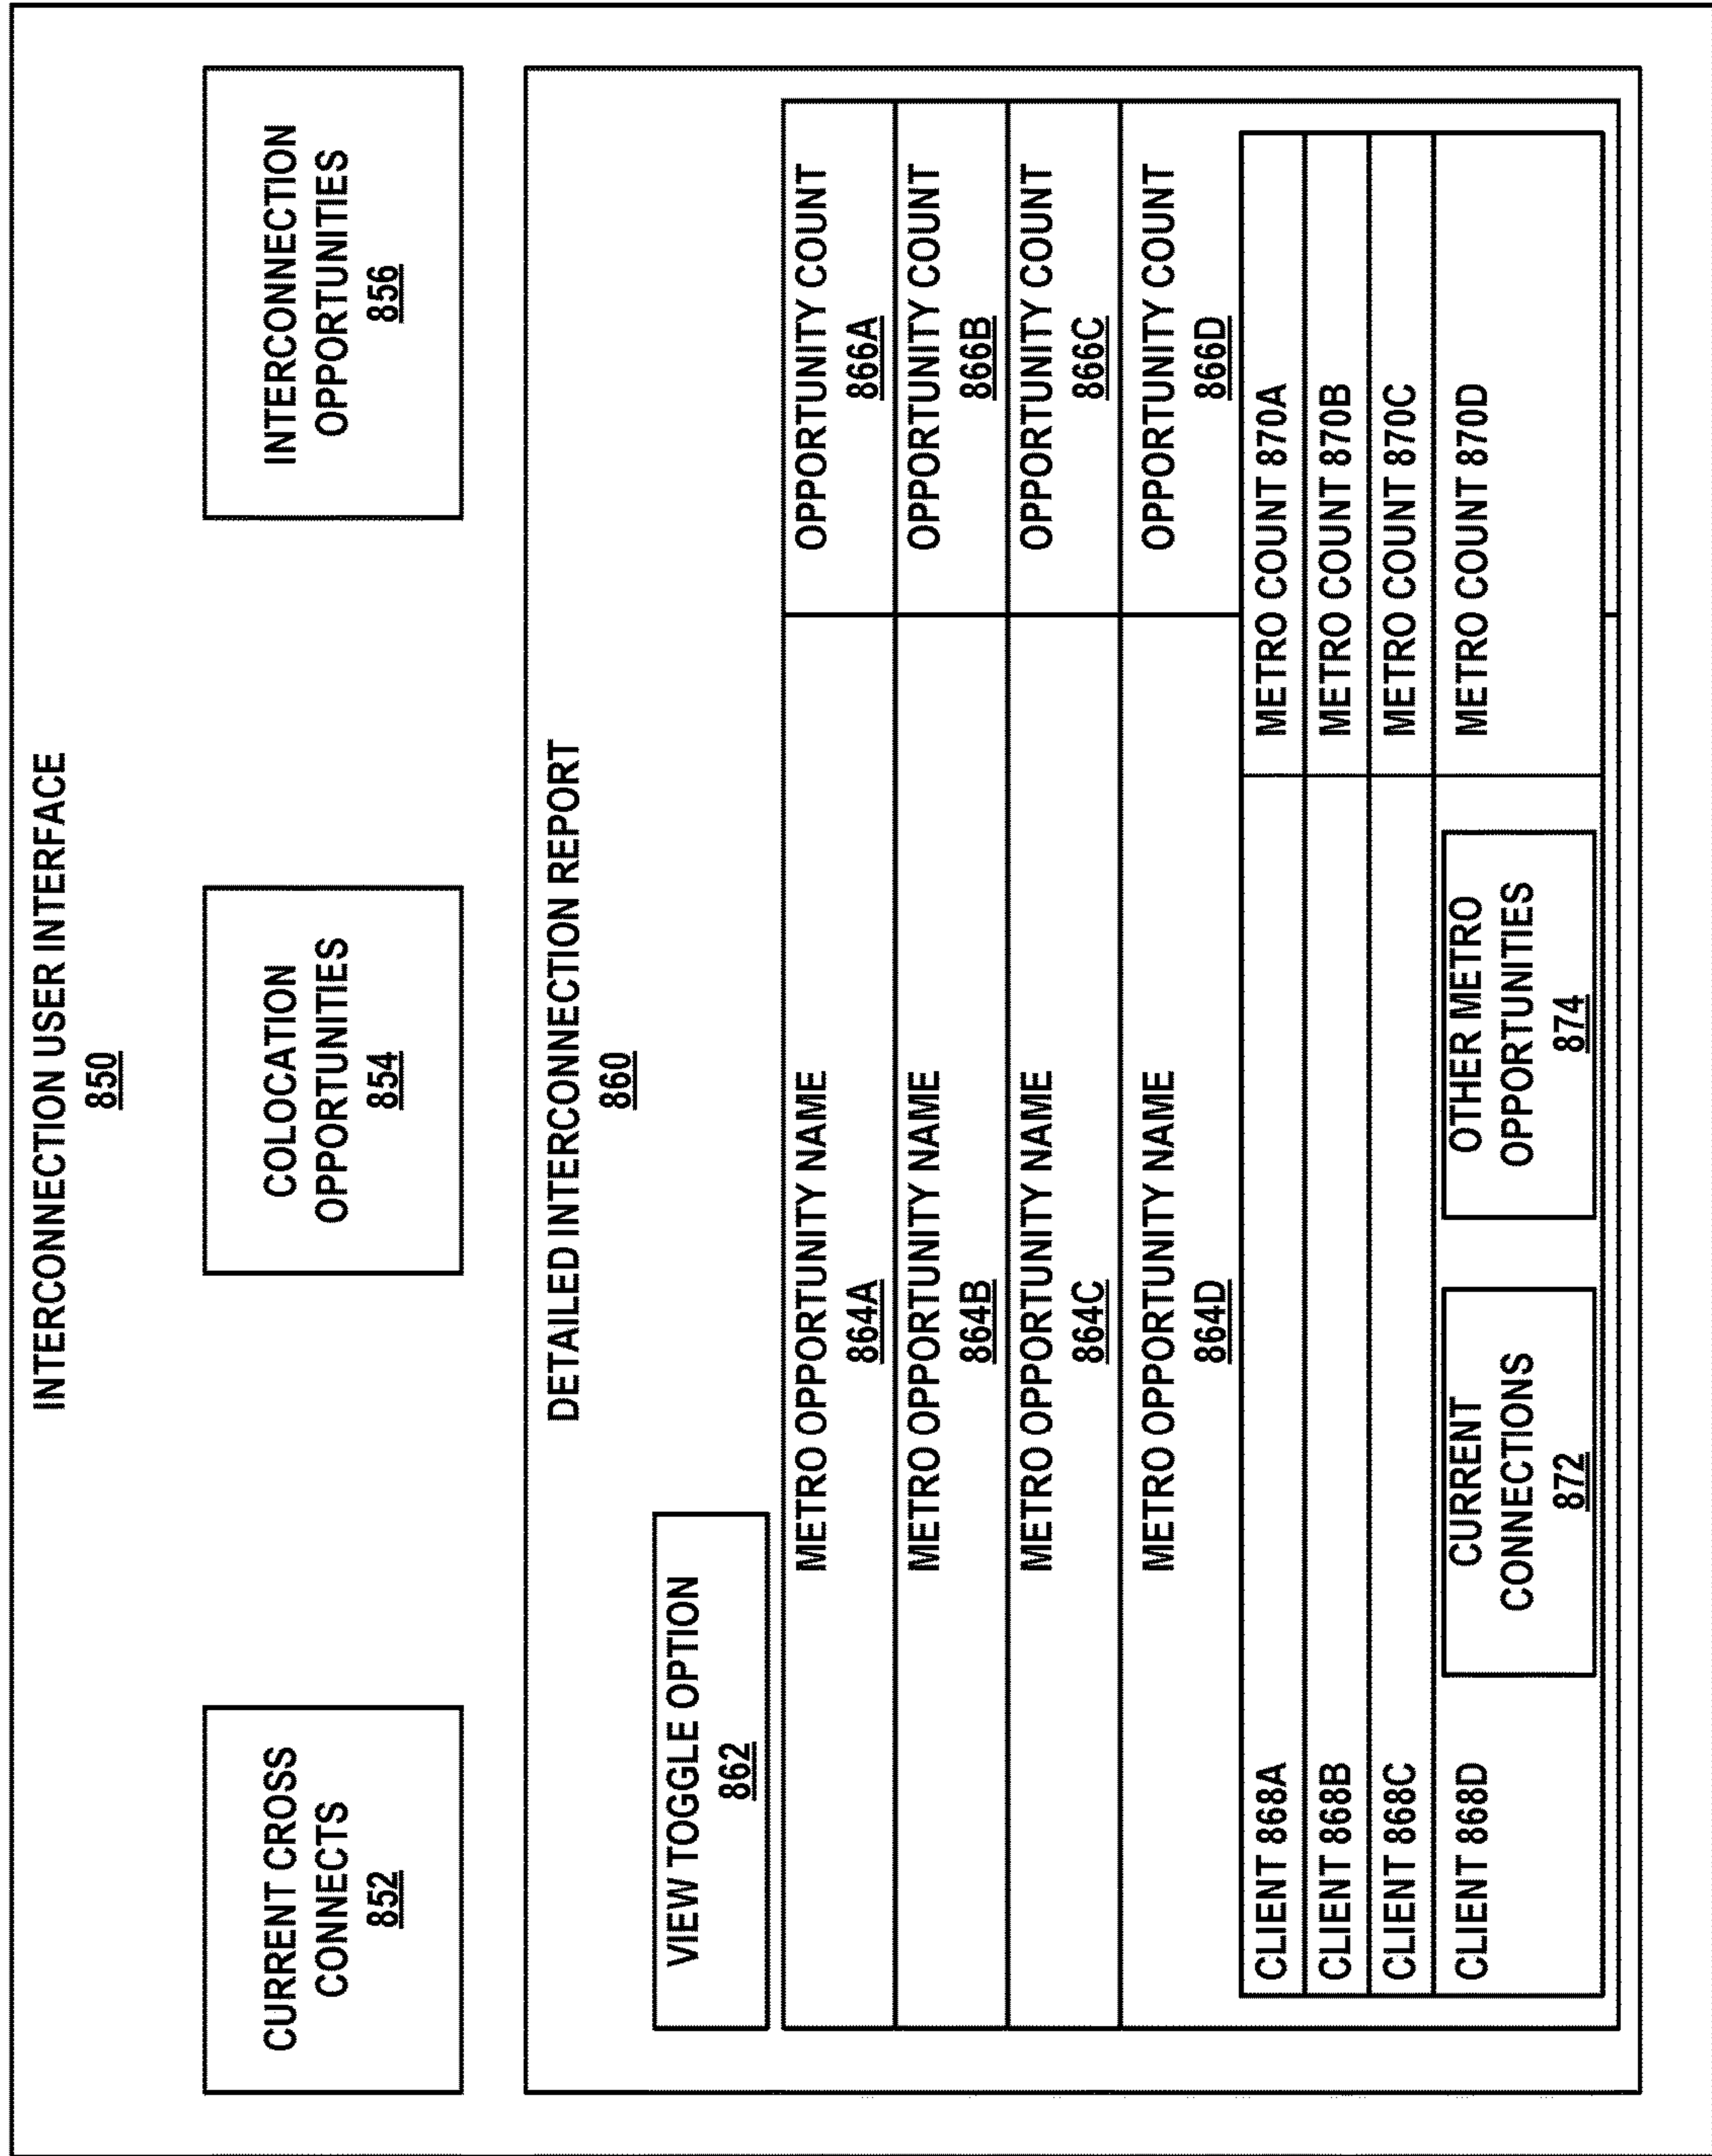 INTERCONNECTION USER INTERFACE
850
CURRENT CROSS
CONNECTS
852
COLOCATION
OPPORTUNITIES
854
INTERCONNECTION
OPPORTUNITIES
856
DETAILED INTERCONNECTION REPORT
860
VIEW TOGGLE OPTION
862
METRO OPPORTUNITY NAME
864A
OPPORTUNITY COUNT
866A
METRO OPPORTUNITY NAME
864B
OPPORTUNITY COUNT
866B
METRO OPPORTUNITY NAME
864C
OPPORTUNITY COUNT
866C
METRO OPPORTUNITY NAME
864D
OPPORTUNITY COUNT
866D
CLIENT 868A
METRO COUNT 870A
CLIENT 868B
METRO COUNT 870B
CLIENT 868C
METRO COUNT 870C
CLIENT 868D
CURRENT
CONNECTIONS
872
OTHER METRO
OPPORTUNITIES
874
METRO COUNT 870D